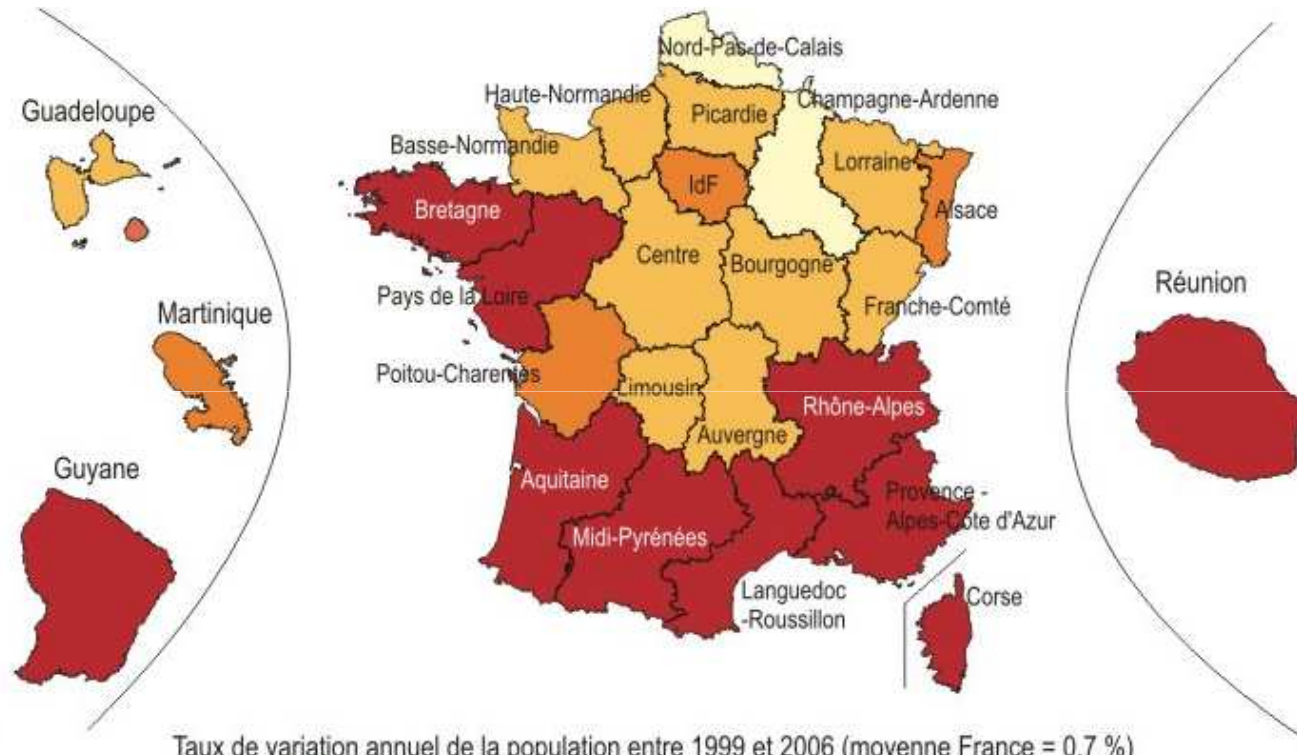 Nord-Pas-de-Calais
Haute-Normandie
Champagne-Ardenne
Guadeloupe
Picardie
Basse-Normandie
Lorraine
IdF
Alsace
Bretagne
Centre
Bourgogne
Réunion
Pays de la Loire
Franche-Comté
Martinique
Poitou-Charentes
Limousin
Rhône-Alpes
Auvergne
Guyane
Aquitaine
Provence -
Alpes-Côte d'Azur
Midi-Pyrénées
Languedoc
-Roussillon
Corse
Taux de variation annuel de la population entre 1999 et 2006 (moyenne France = 0,7 %)